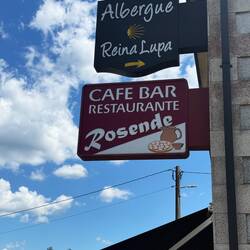 Albergue
Reina Lupa
CAFE BAR
RESTAURANTE
Rosende